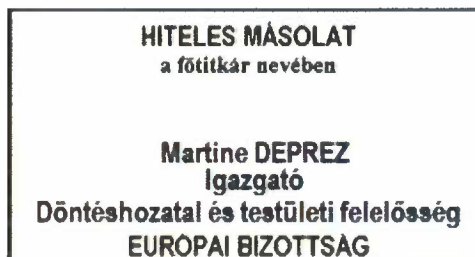 HITELES MÁSOLAT
a főtitkár nevében
Martine DEPREZ
Igazgató
Döntéshozatal és testületi felelősség
EURÓPAI BIZOTTSÁG